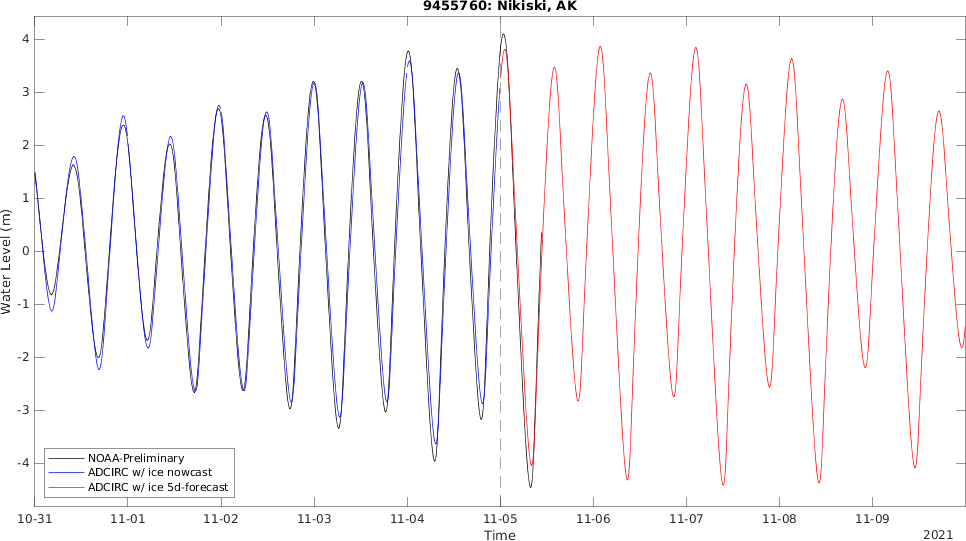 9455760: Nikiski, AK
4
3
2
1
0
-1
-2
-3
-4
Water Level (m)
NOAA-Preliminary
ADCIRC w/ ice nowcast
ADCIRC w/ ice 5d-forecast
10-31 11-01 11-02 11-03 11-04 11-05 11-06 11-07 11-08 11-09
Time
2021